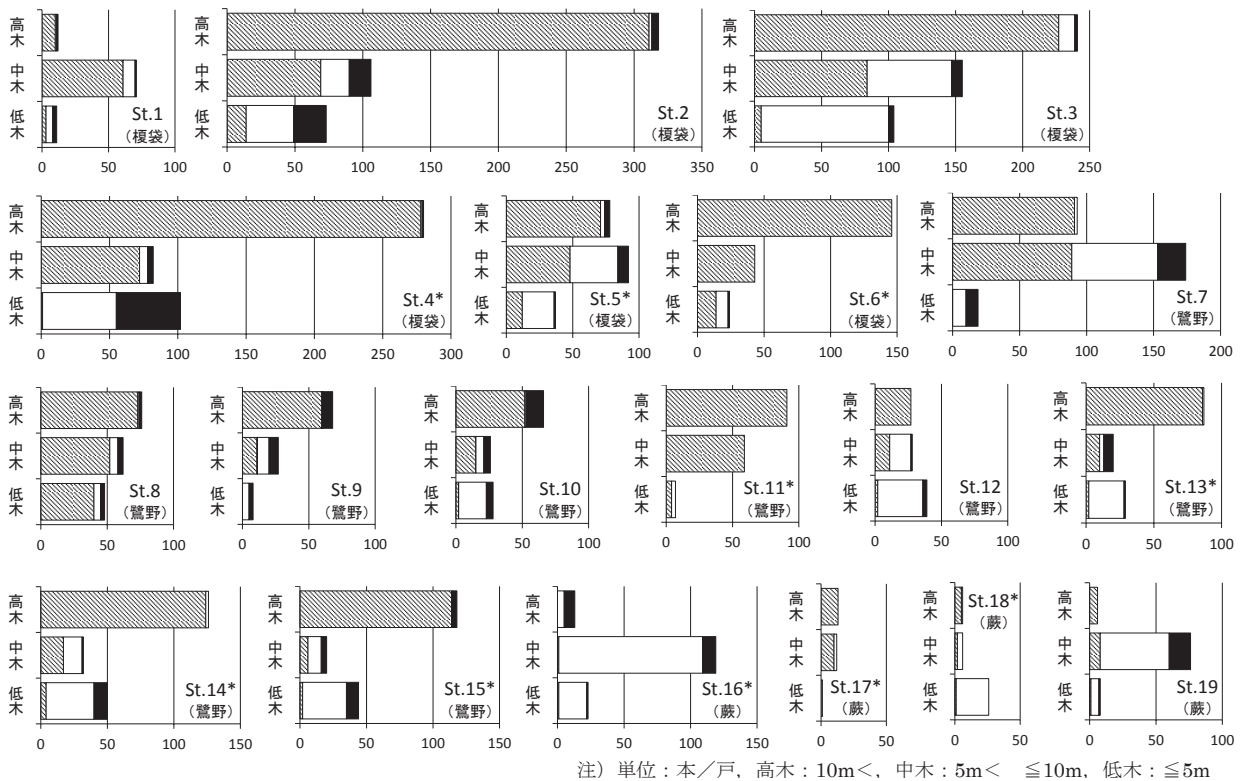 高木
中木
低木
St.1
(榎袋)
0 50 100
高木
中木
低木
St.2
(榎袋)
0 50 100 150 200 250 300 350
高木
中木
低木
St.3
(榎袋)
0 50 100 150 200 250
高木
中木
低木
St.4*
(榎袋)
0 50 100 150 200 250 300
高木
中木
低木
St.5*
(榎袋)
0 50 100
高木
中木
低木
St.6*
(榎袋)
0 50 100 150
高木
中木
低木
St.7
(鷺野)
0 50 100 150 200
高木
中木
低木
St.8
(鷺野)
0 50 100
高木
中木
低木
St.9
(鷺野)
0 50 100
高木
中木
低木
St.10
(鷺野)
0 50 100
高木
中木
低木
St.11*
(鷺野)
0 50 100
高木
中木
低木
St.12
(鷺野)
0 50 100
高木
中木
低木
St.13*
(鷺野)
0 50 100
高木
中木
低木
St.14*
(鷺野)
0 50 100 150
高木
中木
低木
St.15*
(鷺野)
0 50 100 150
高木
中木
低木
St.16*
(蕨)
0 50 100 150
高木
中木
低木
St.17*
(蕨)
0 50
高木
中木
低木
St.18*
(蕨)
0 50
高木
中木
低木
St.19
(蕨)
0 50 100
注）単位：本／戸，高木：10m<，中木：5m<　≦10m，低木：≦5m